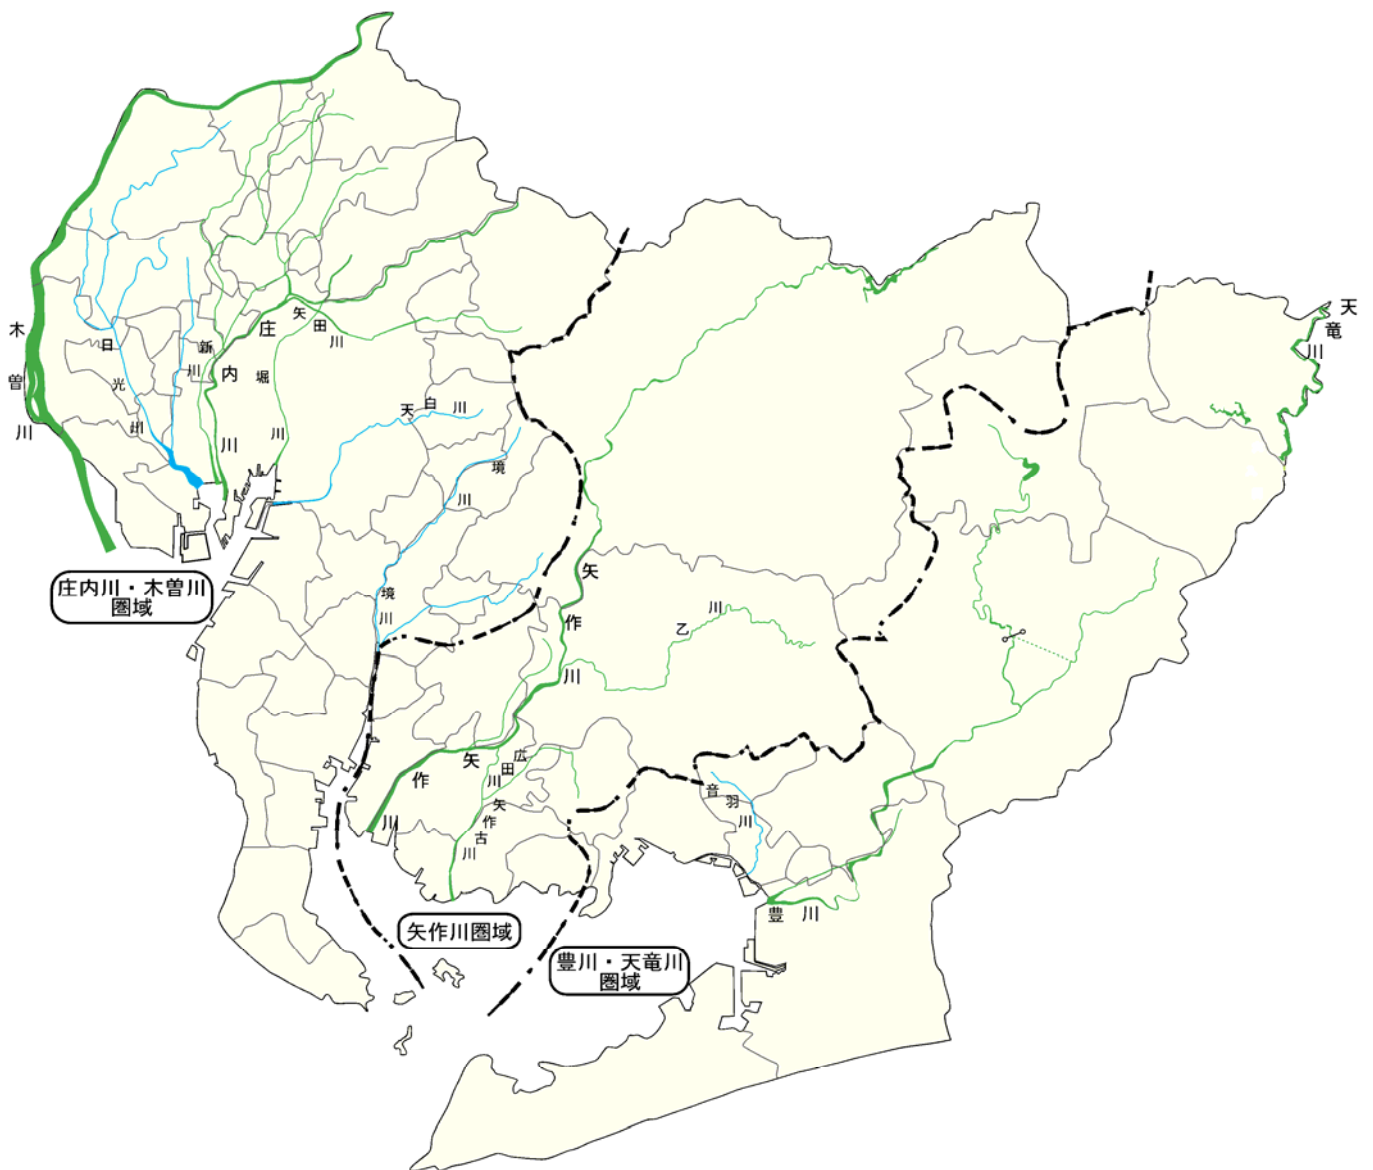 木曽川
日光川
新川
庄内川
矢田川
堀川
天白川
境川
境川
天竜川
矢作川
乙川
矢作川
広田川
矢作古川
音羽川
豊川
庄内川・木曽川
圏域
矢作川圏域
豊川・天竜川
圏域